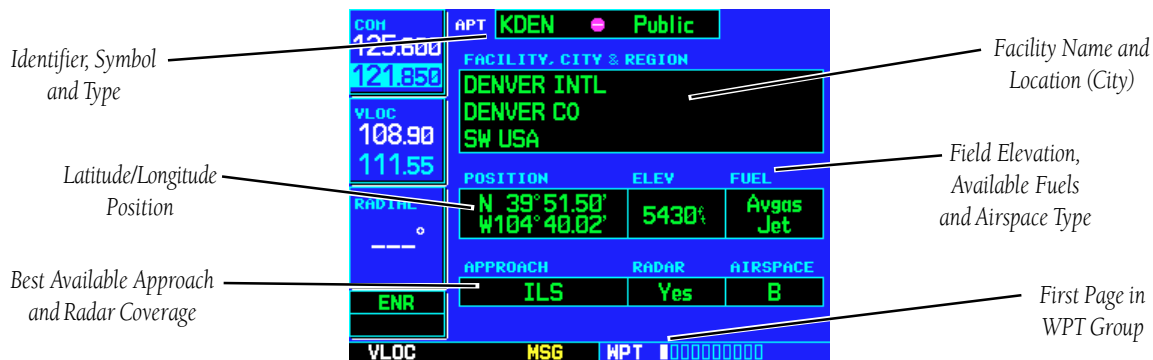 Identifier, Symbol
and Type
Latitude/Longitude
Position
Best Available Approach
and Radar Coverage
COM
125.600
121.850
VLOC
108.90
111.55
RADIAL
___°
ENR
VLOC
MSG
WPT
APT KDEN Public
FACILITY, CITY & REGION
DENVER INTL
DENVER CO
SW USA
POSITION ELEV FUEL
N 39°51.50' 5430ft Avgas
W104°40.02' Jet
APPROACH RADAR AIRSPACE
ILS Yes B
Facility Name and
Location (City)
Field Elevation,
Available Fuels
and Airspace Type
First Page in
WPT Group